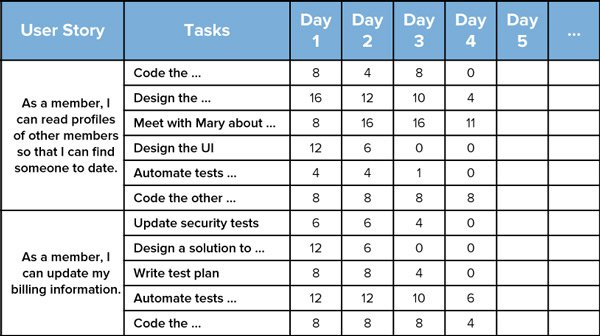 User Story Tasks Day 1 Day 2 Day 3 Day 4 Day 5 ...
As a member, I can read profiles of other members so that I can find someone to date.
Code the ... 8 4 8 0
Design the ... 16 12 10 4
Meet with Mary about ... 8 16 16 11
Design the UI 12 6 0 0
Automate tests ... 4 4 1 0
Code the other ... 8 8 8 8
As a member, I can update my billing information.
Update security tests 6 6 4 0
Design a solution to ... 12 6 0 0
Write test plan 8 8 4 0
Automate tests ... 12 12 10 6
Code the ... 8 8 8 4